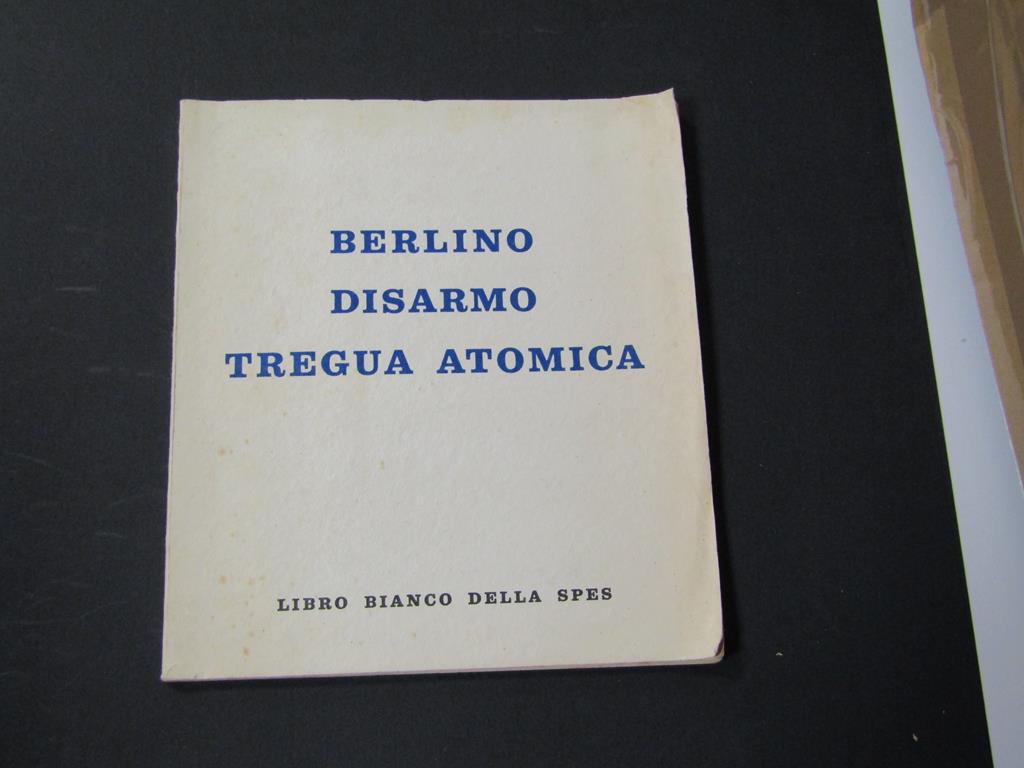 BERLINO
DISARMO
TREGUA ATOMICA
LIBRO BIANCO DELLA SPES